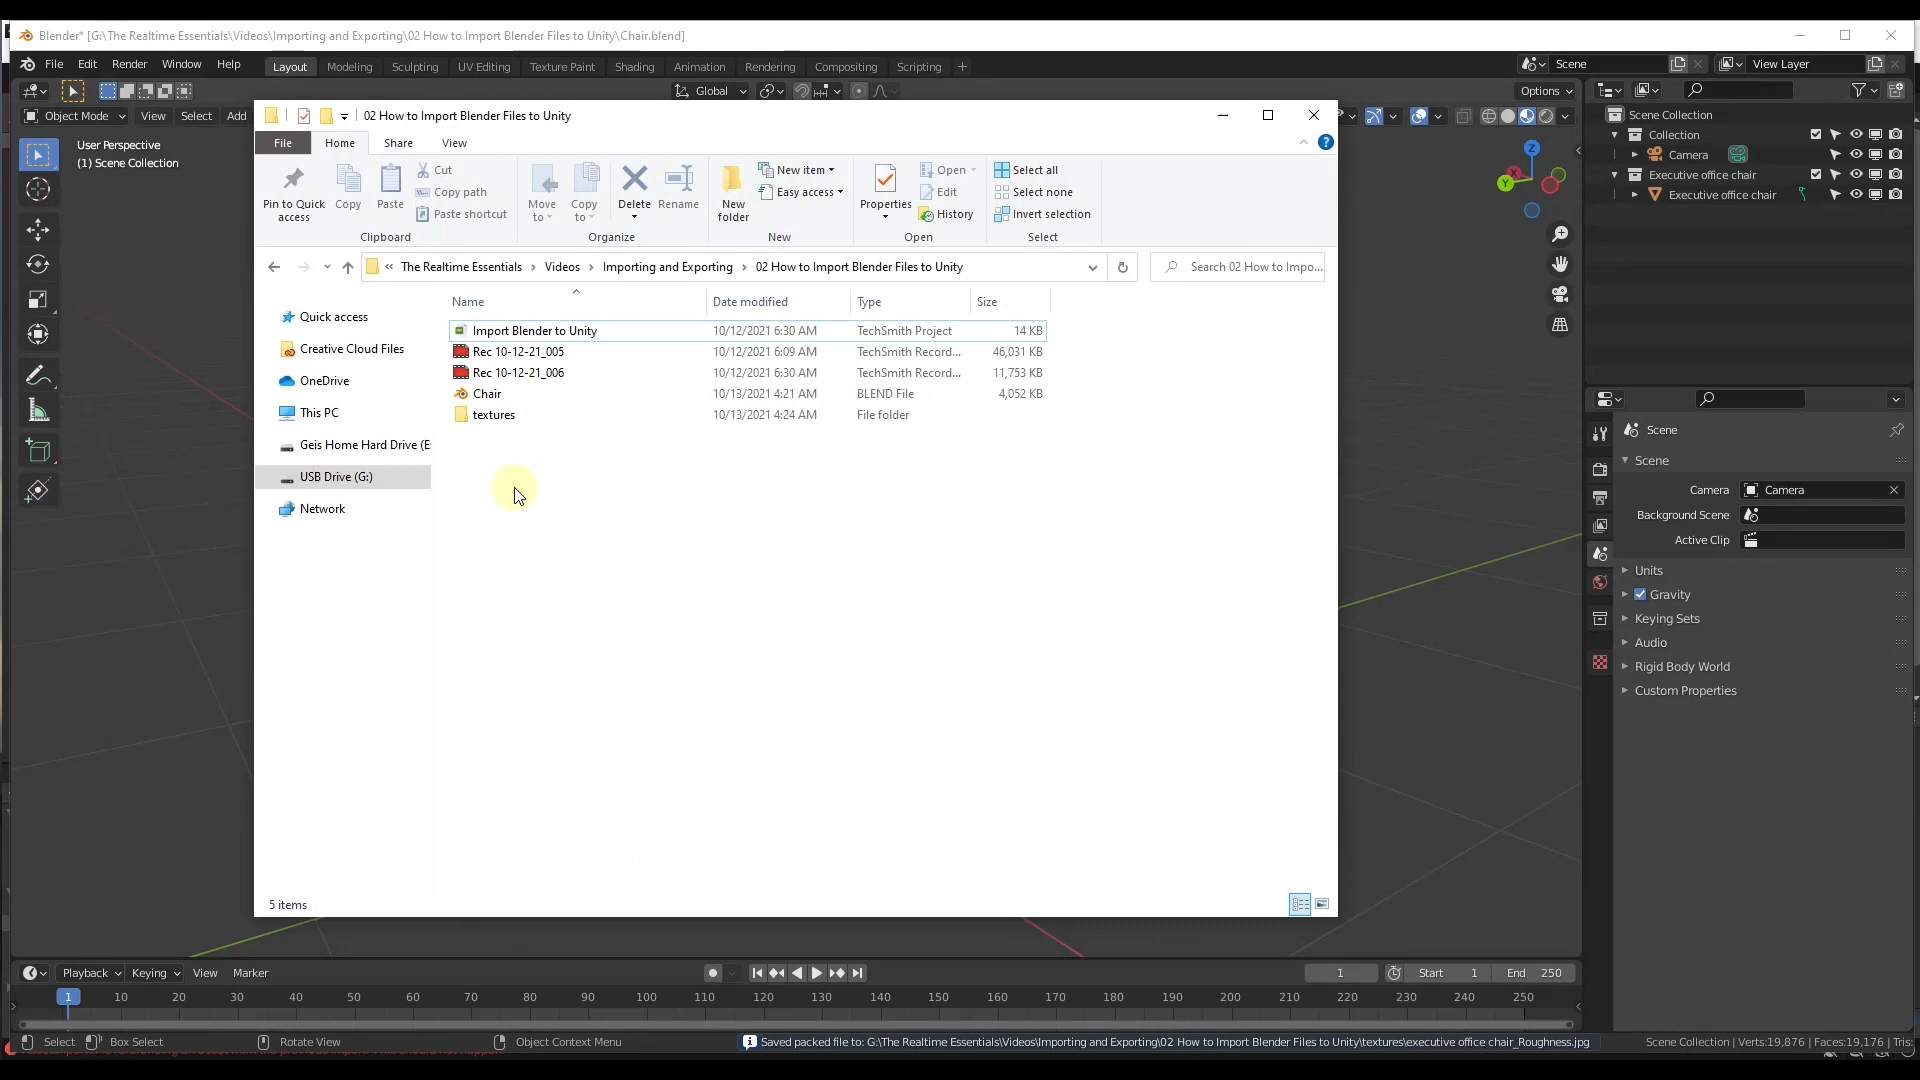 Blender* [G:\The Realtime Essentials\Videos\Importing and Exporting\02 How to Import Blender Files to Unity\Chair.blend]
File Edit Render Window Help Layout Modeling Sculpting UV Editing Texture Paint Shading Animation Rendering Compositing Scripting + Scene View Layer
Global Options
Object Mode View Select Add
User Perspective
(1) Scene Collection
02 How to Import Blender Files to Unity
File Home Share View
Pin to Quick access
Copy
Paste
Cut
Copy path
Paste shortcut
Clipboard
Move to
Copy to
Delete
Rename
Organize
New folder
New item
Easy access
New
Properties
Open
Edit
History
Open
Select all
Select none
Invert selection
Select
« The Realtime Essentials › Videos › Importing and Exporting › 02 How to Import Blender Files to Unity
Search 02 How to Impo...
Quick access
Creative Cloud Files
OneDrive
This PC
Geis Home Hard Drive (E
USB Drive (G:)
Network
Name Date modified Type Size
Import Blender to Unity 10/12/2021 6:30 AM TechSmith Project 14 KB
Rec 10-12-21_005 10/12/2021 6:09 AM TechSmith Record... 46,031 KB
Rec 10-12-21_006 10/12/2021 6:30 AM TechSmith Record... 11,753 KB
Chair 10/13/2021 4:21 AM BLEND File 4,052 KB
textures 10/13/2021 4:24 AM File folder
5 items
Z
X
Y
Scene Collection
Collection
Camera
Executive office chair
Executive office chair
Scene
Scene
Camera Camera
Background Scene
Active Clip
Units
Gravity
Keying Sets
Audio
Rigid Body World
Custom Properties
Playback Keying View Marker 1 Start 1 End 250
1 10 20 30 40 50 60 70 80 90 100 110 120 130 140 150 160 170 180 190 200 210 220 230 240 250
Select Box Select Rotate View Object Context Menu Saved packed file to: G:\The Realtime Essentials\Videos\Importing and Exporting\02 How to Import Blender Files to Unity\textures\executive office chair_Roughness.jpg Scene Collection | Verts:19,876 | Faces:19,176 | Tris: